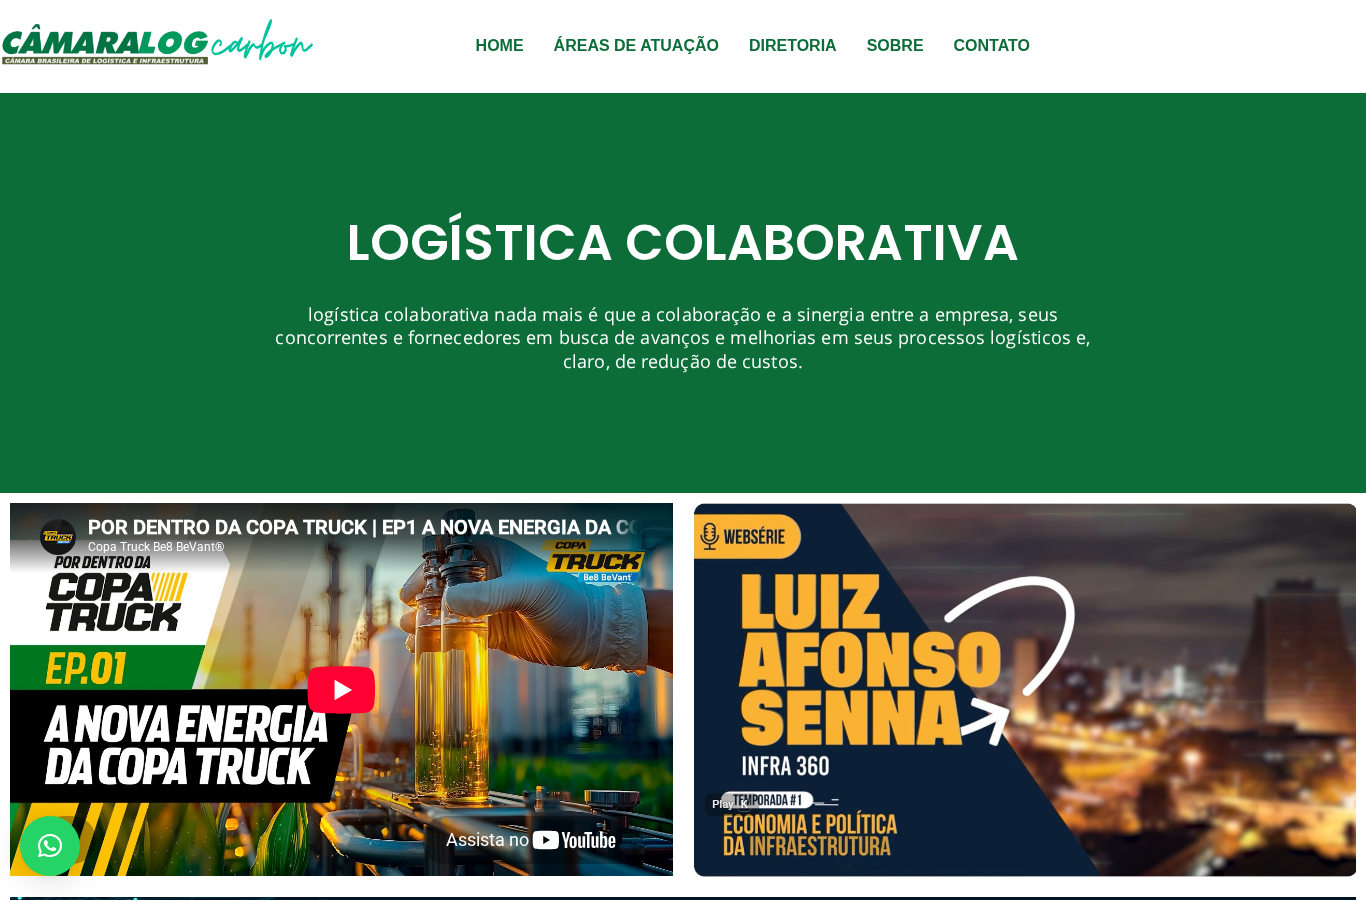 CÂMARALOG carbon
CÂMARA BRASILEIRA DE LOGÍSTICA E INFRAESTRUTURA
HOME
ÁREAS DE ATUAÇÃO
DIRETORIA
SOBRE
CONTATO
LOGÍSTICA COLABORATIVA
logística colaborativa nada mais é que a colaboração e a sinergia entre a empresa, seus
concorrentes e fornecedores em busca de avanços e melhorias em seus processos logísticos e,
claro, de redução de custos.
POR DENTRO DA COPA TRUCK | EP1 A NOVA ENERGIA DA CO
Copa Truck Be8 BeVant®
POR DENTRO DA
COPA
TRUCK
EP.01
A NOVA ENERGIA
DA COPA TRUCK
COPA
TRUCK
Be8 BeVant
Assista no YouTube
WEBSÉRIE
LUIZ
AFONSO
SENNA
INFRA 360
Play (k)
TEMPORADA #1
ECONOMIA E POLÍTICA
DA INFRAESTRUTURA